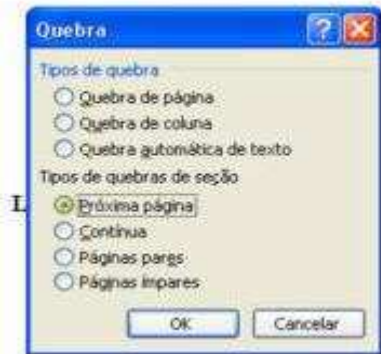 Quebra
Tipos de quebra
Quebra de página
Quebra de coluna
Quebra automática de texto
Tipos de quebras de seção
L
Próxima página
Contínua
Páginas pares
Páginas ímpares
OK
Cancelar